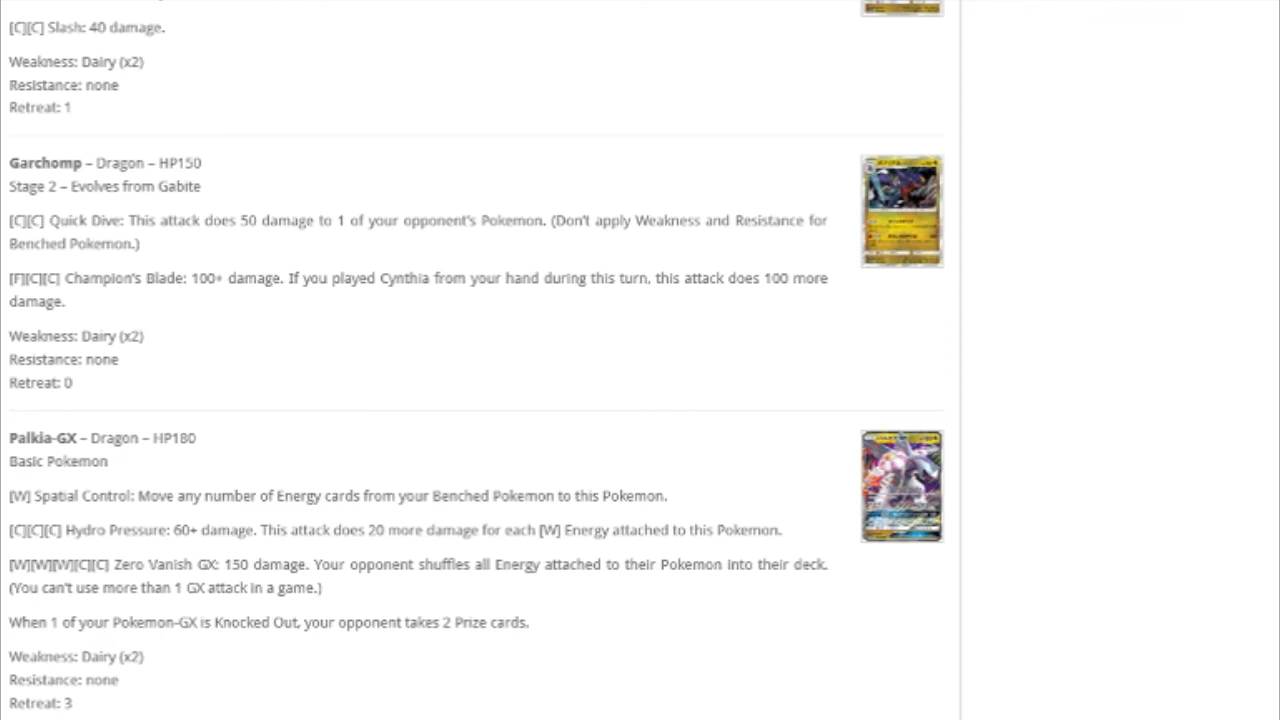 [C][C] Slash: 40 damage.
Weakness: Dairy (x2)
Resistance: none
Retreat: 1
Garchomp – Dragon – HP150
Stage 2 – Evolves from Gabite
[C][C] Quick Dive: This attack does 50 damage to 1 of your opponent's Pokemon. (Don't apply Weakness and Resistance for
Benched Pokemon.)
[F][C][C] Champion's Blade: 100+ damage. If you played Cynthia from your hand during this turn, this attack does 100 more
damage.
Weakness: Dairy (x2)
Resistance: none
Retreat: 0
Palkia-GX – Dragon – HP180
Basic Pokemon
[W] Spatial Control: Move any number of Energy cards from your Benched Pokemon to this Pokemon.
[C][C][C] Hydro Pressure: 60+ damage. This attack does 20 more damage for each [W] Energy attached to this Pokemon.
[W][W][W][C][C] Zero Vanish GX: 150 damage. Your opponent shuffles all Energy attached to their Pokemon into their deck.
(You can't use more than 1 GX attack in a game.)
When 1 of your Pokemon-GX is Knocked Out, your opponent takes 2 Prize cards.
Weakness: Dairy (x2)
Resistance: none
Retreat: 3